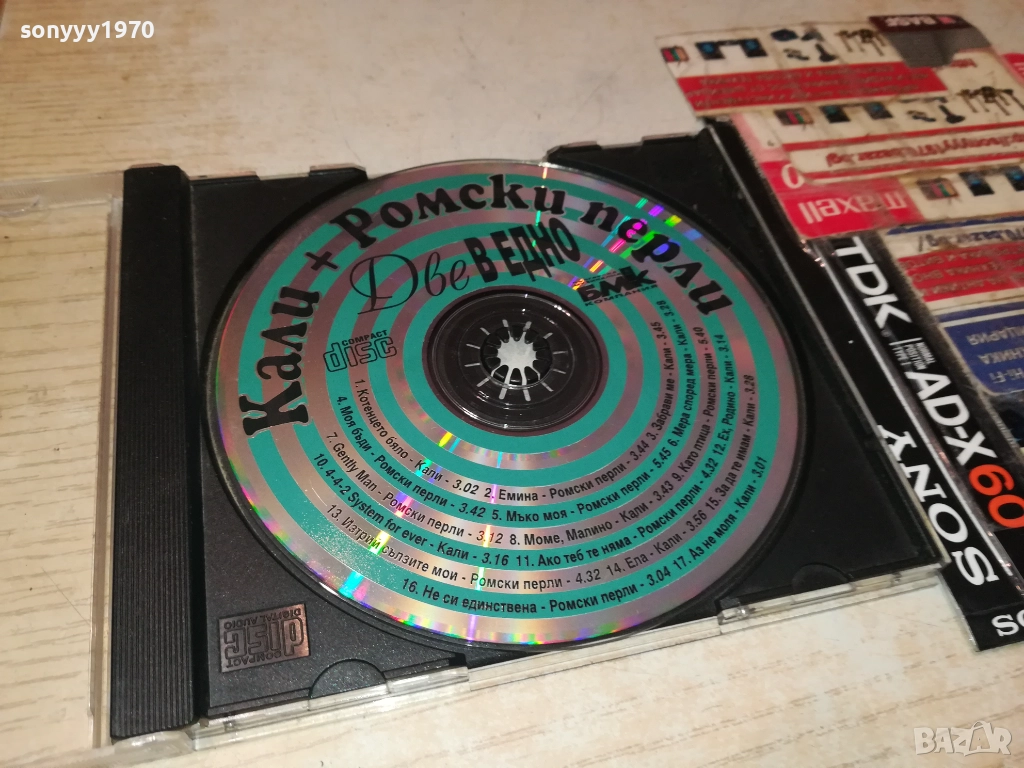 sonyyy1970
Кали + Ромски перли
Две В ЕДНО
БМК
КОМПАНИЯ
COMPACT
disc
1. Котенцето бяло - Кали - 3.02 2. Емина - Ромски перли - 3.44 3. Забрави ме - Кали - 3.45
4. Моя бъди - Ромски перли - 3.42 5. Мъко моя - Ромски перли - 5.45 6. Мера според мера - Кали - 3.28
7. Gently Man - Ромски перли - 3.12 8. Моме, Малино - Кали - 3.43 9. Като птица - Ромски перли - 5.40
10. 4-4-2 System for ever - Кали - 3.16 11. Ако теб те няма - Ромски перли - 4.32 12. Ех, Родино - Кали - 3.14
13. Изтрий сълзите мои - Ромски перли - 4.32 14. Ела - Кали - 3.56 15. За да те имам - Кали - 3.28
16. Не си единствена - Ромски перли - 3.04 17. Аз не моля - Кали - 3.01
COMPACT
disc
DIGITAL AUDIO
BASF
maxell
TDK AD-X60
SONY
Hi-Fi
BAZAR